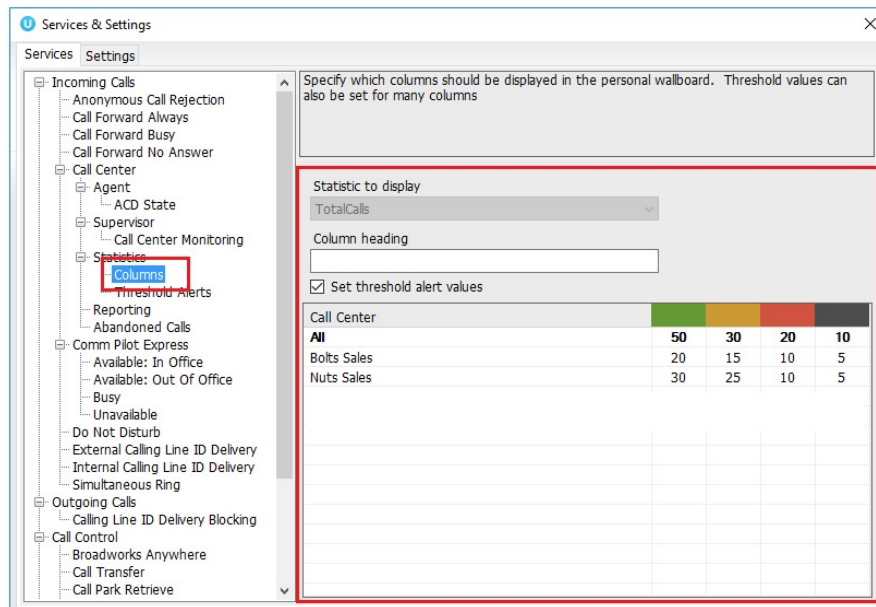 U Services & Settings
Services Settings
Incoming Calls
Anonymous Call Rejection
Call Forward Always
Call Forward Busy
Call Forward No Answer
Call Center
Agent
ACD State
Supervisor
Call Center Monitoring
Statistics
Columns
Threshold Alerts
Reporting
Abandoned Calls
Comm Pilot Express
Available: In Office
Available: Out Of Office
Busy
Unavailable
Do Not Disturb
External Calling Line ID Delivery
Internal Calling Line ID Delivery
Simultaneous Ring
Outgoing Calls
Calling Line ID Delivery Blocking
Call Control
Broadworks Anywhere
Call Transfer
Call Park Retrieve
Specify which columns should be displayed in the personal wallboard. Threshold values can
also be set for many columns
Statistic to display
TotalCalls
Column heading
Set threshold alert values
Call Center
All 50 30 20 10
Bolts Sales 20 15 10 5
Nuts Sales 30 25 10 5